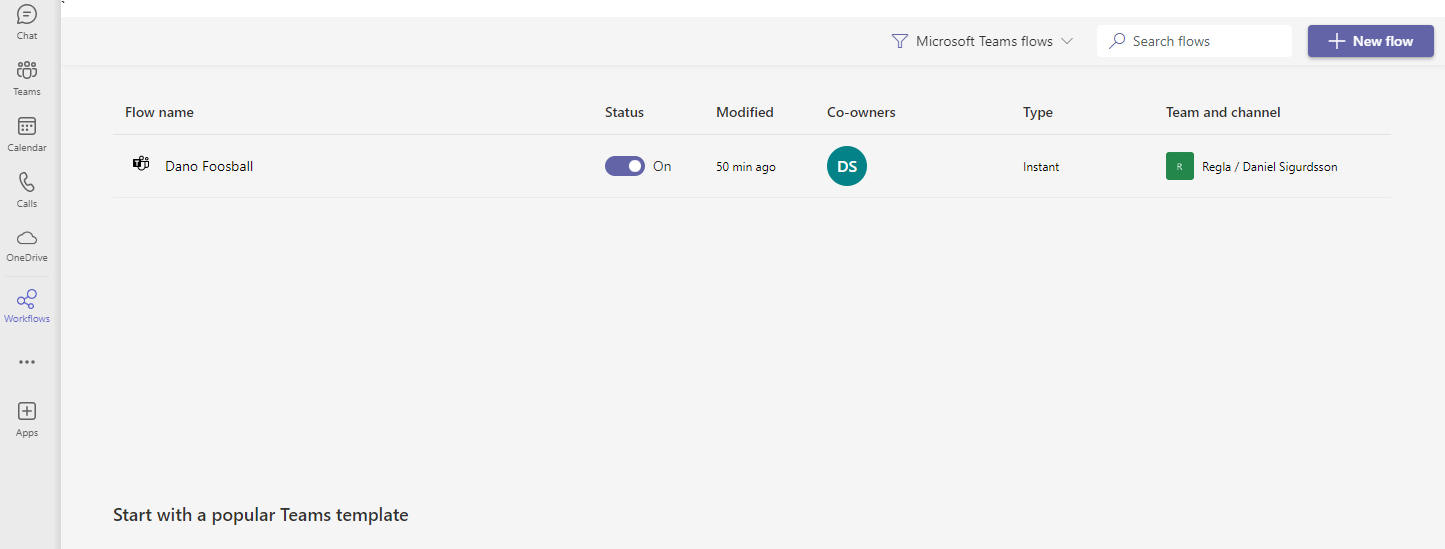 Chat
Teams
Calendar
Calls
OneDrive
Workflows
Apps
Microsoft Teams flows
Search flows
New flow
Flow name Status Modified Co-owners Type Team and channel
Dano Foosball On 50 min ago DS Instant R Regla / Daniel Sigurdsson
Start with a popular Teams template